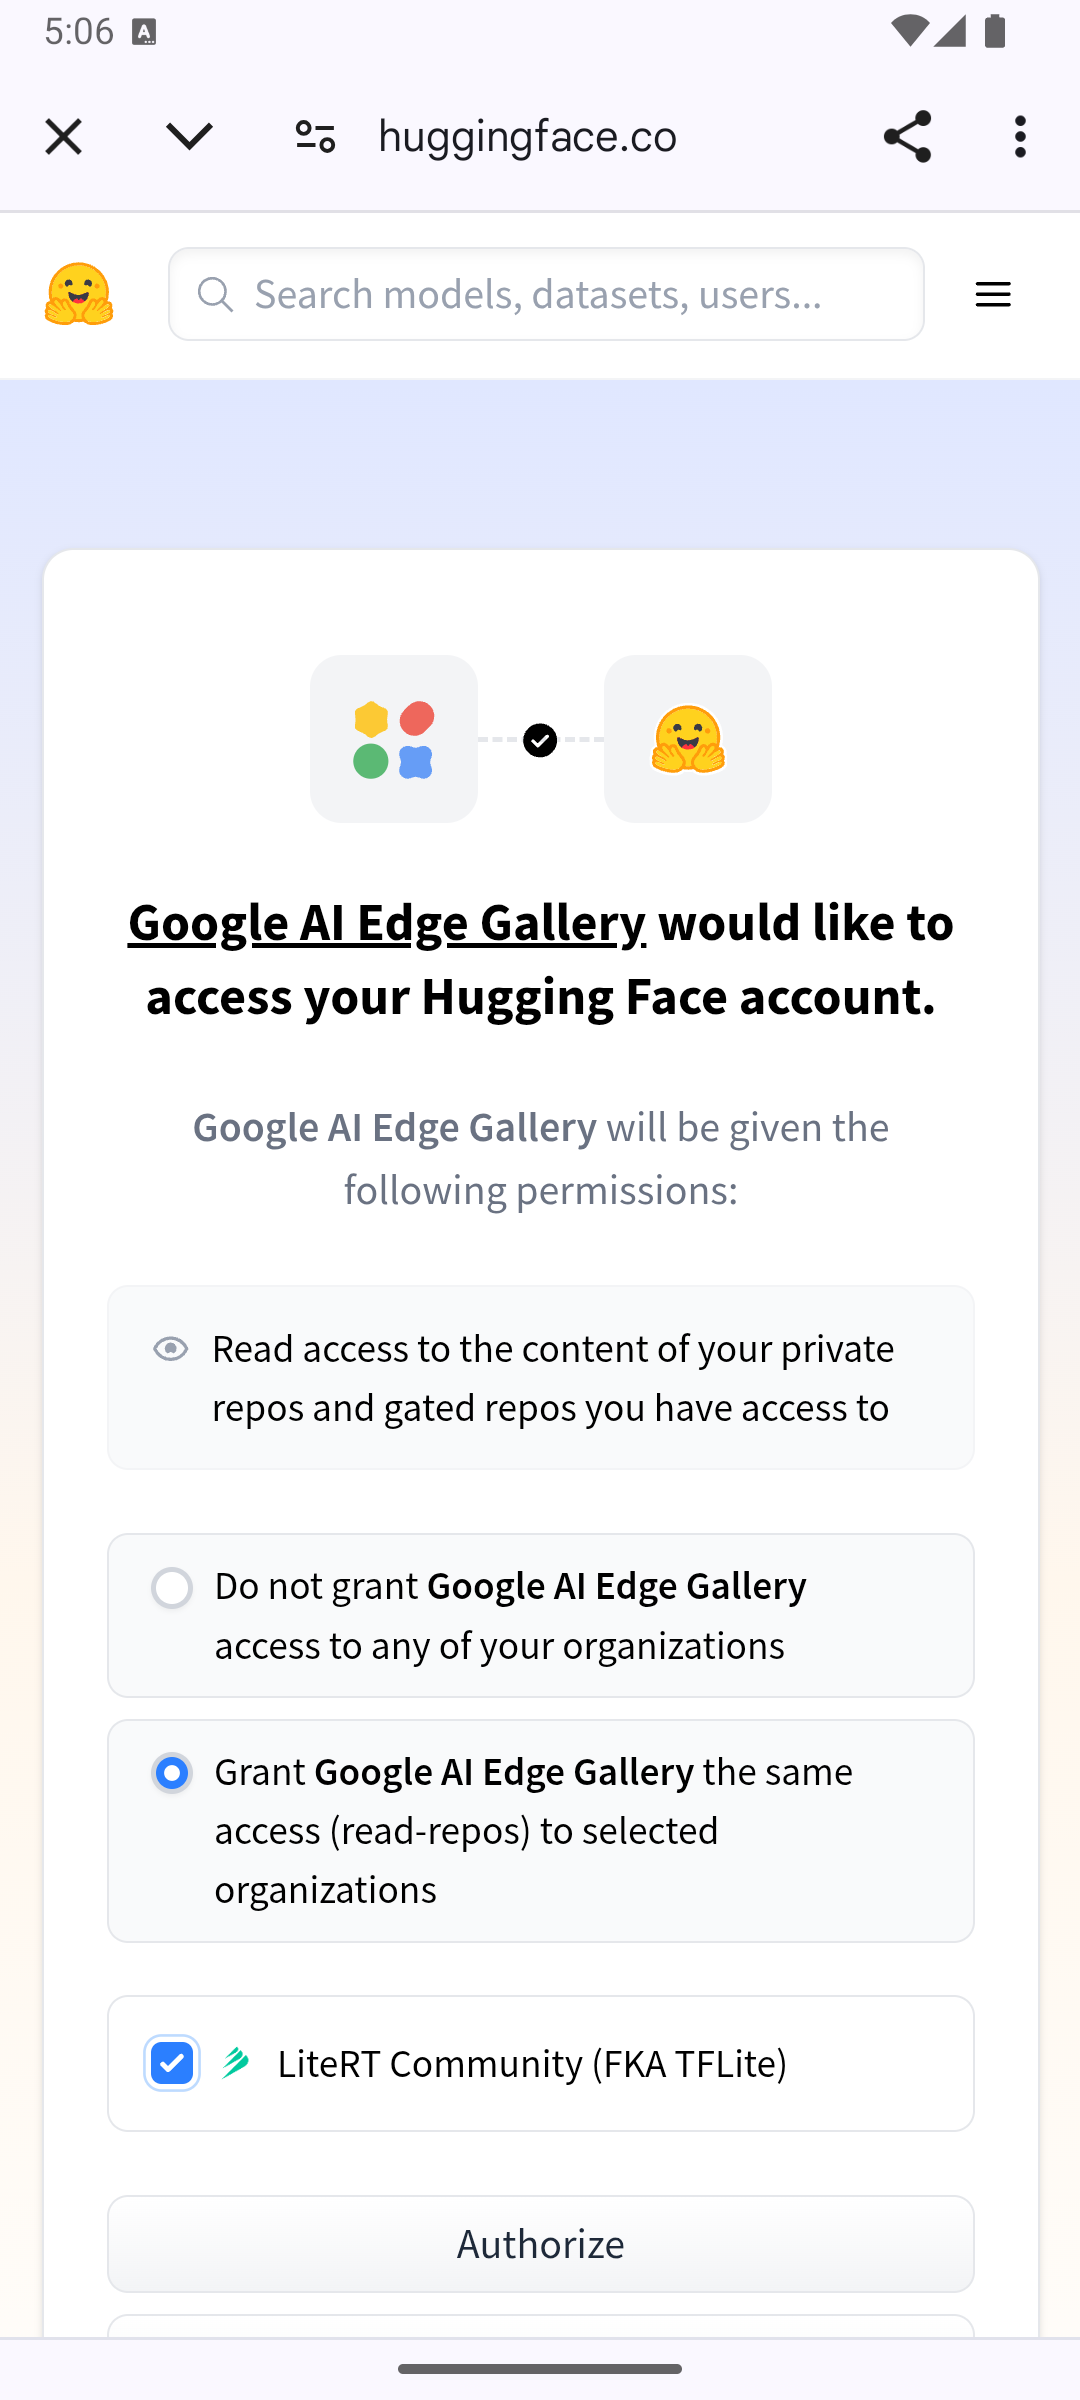 5:06
huggingface.co
Search models, datasets, users...
Google AI Edge Gallery would like to
access your Hugging Face account.
Google AI Edge Gallery will be given the
following permissions:
Read access to the content of your private
repos and gated repos you have access to
Do not grant Google AI Edge Gallery
access to any of your organizations
Grant Google AI Edge Gallery the same
access (read-repos) to selected
organizations
LiteRT Community (FKA TFLite)
Authorize